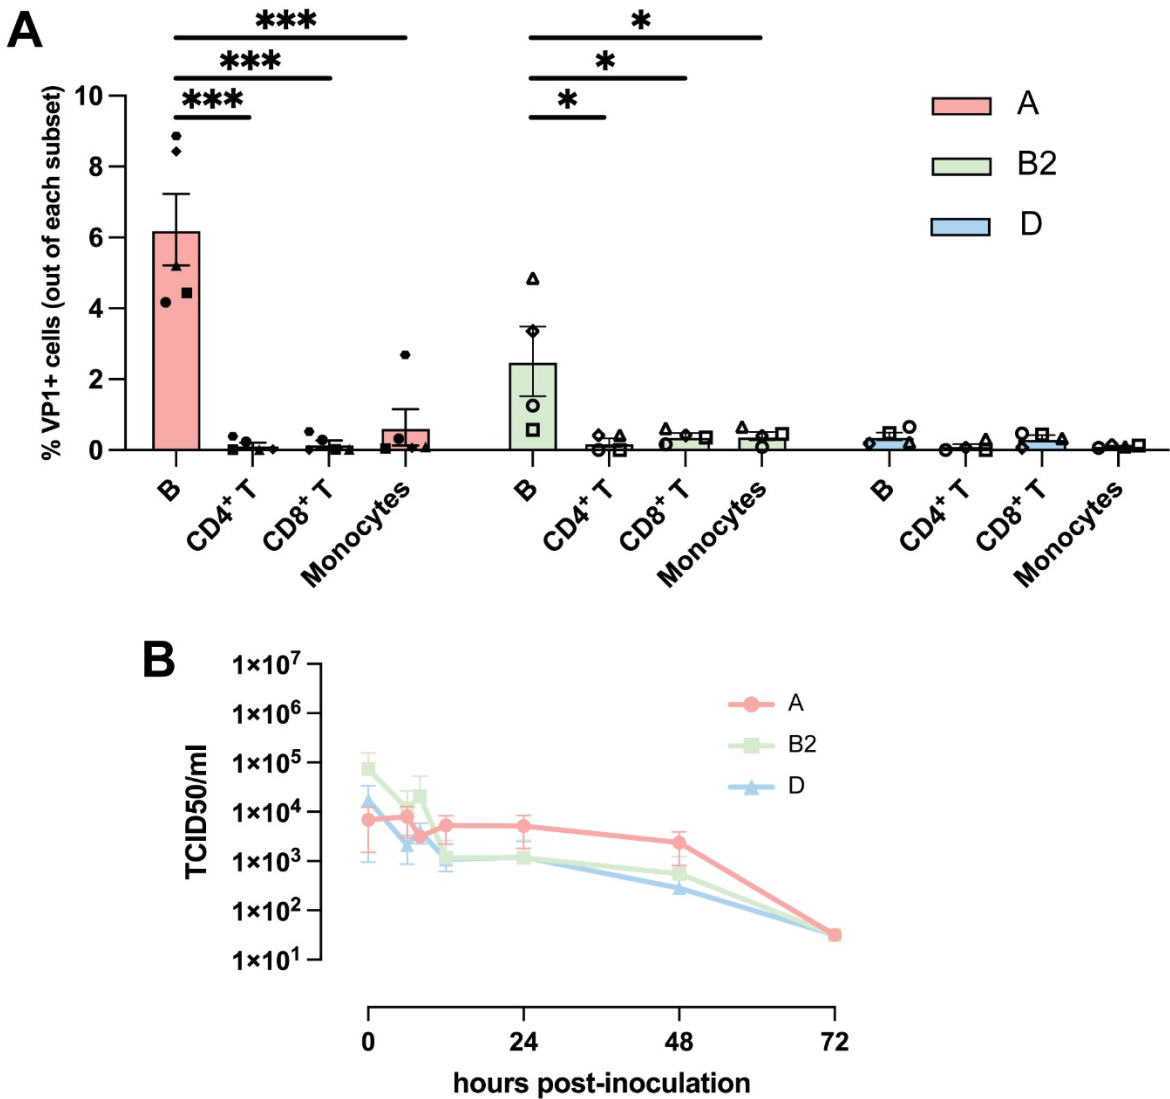 A
% VP1+ cells (out of each subset)
10
8
6
4
2
0
***
***
***
*
*
*
A
B2
D
B
CD4⁺ T
CD8⁺ T
Monocytes
B
CD4⁺ T
CD8⁺ T
Monocytes
B
CD4⁺ T
CD8⁺ T
Monocytes
B
TCID50/ml
1×10⁷
1×10⁶
1×10⁵
1×10⁴
1×10³
1×10²
1×10¹
A
B2
D
0 24 48 72
hours post-inoculation